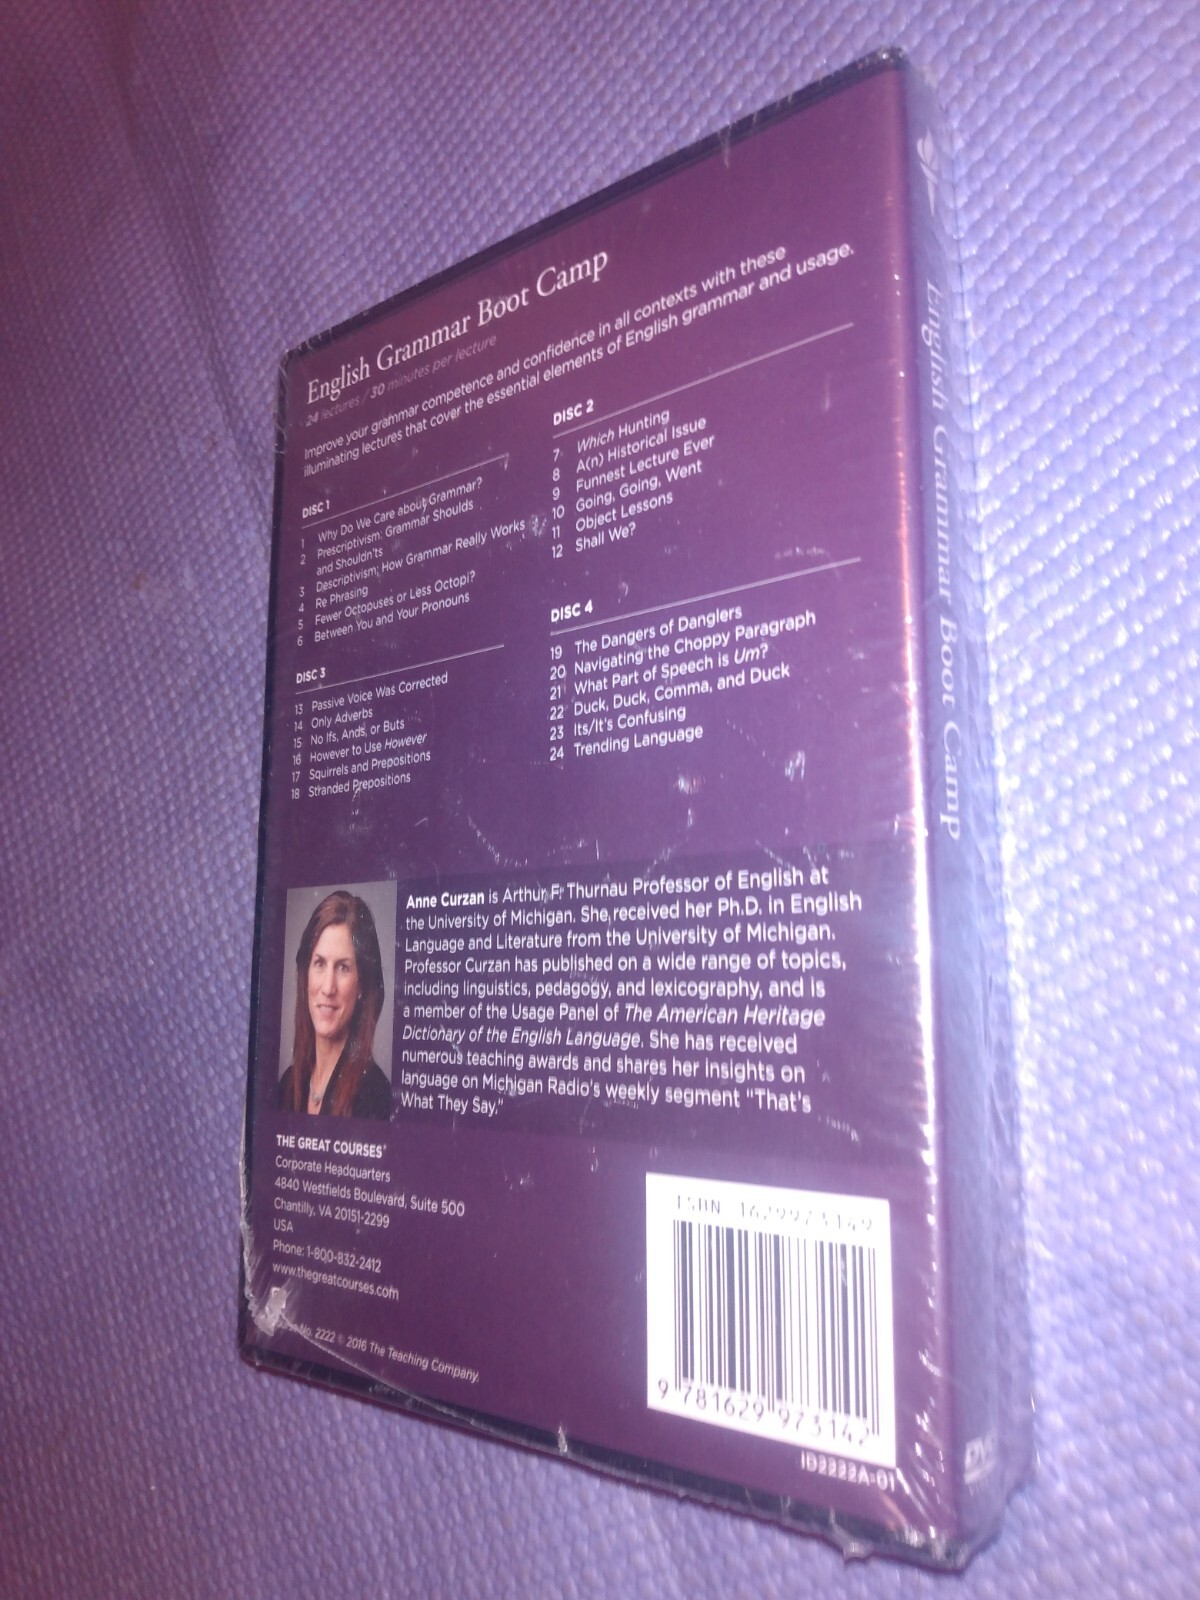 English Grammar Boot Camp
24 lectures / 30 minutes per lecture
Improve your grammar competence and confidence in all contexts with these
illuminating lectures that cover the essential elements of English grammar and usage.
DISC 1
1 Why Do We Care about Grammar?
2 Prescriptivism: Grammar Shoulds
and Shouldn'ts
3 Descriptivism: How Grammar Really Works
4 Re Phrasing
5 Fewer Octopuses or Less Octopi?
6 Between You and Your Pronouns
DISC 2
7 Which Hunting
8 A(n) Historical Issue
9 Funnest Lecture Ever
10 Going, Going, Went
11 Object Lessons
12 Shall We?
DISC 3
13 Passive Voice Was Corrected
14 Only Adverbs
15 No Ifs, Ands, or Buts
16 However to Use However
17 Squirrels and Prepositions
18 Stranded Prepositions
DISC 4
19 The Dangers of Danglers
20 Navigating the Choppy Paragraph
21 What Part of Speech is Um?
22 Duck, Duck, Comma, and Duck
23 Its/It's Confusing
24 Trending Language
Anne Curzan is Arthur F. Thurnau Professor of English at
the University of Michigan. She received her Ph.D. in English
Language and Literature from the University of Michigan.
Professor Curzan has published on a wide range of topics,
including linguistics, pedagogy, and lexicography, and is
a member of the Usage Panel of The American Heritage
Dictionary of the English Language. She has received
numerous teaching awards and shares her insights on
language on Michigan Radio's weekly segment "That's
What They Say."
THE GREAT COURSES®
Corporate Headquarters
4840 Westfields Boulevard, Suite 500
Chantilly, VA 20151-2299
USA
Phone: 1-800-832-2412
www.thegreatcourses.com
No. 2222 © 2016 The Teaching Company.
ISBN 1629973149
9 781629 973142
ID2222A-01
English Grammar Boot Camp
DVD